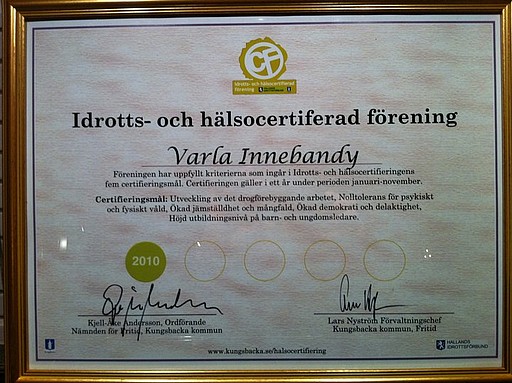 CF
Idrotts- och hälsocertifierad
förening
Idrotts- och hälsocertiferad förening
Varla Innebandy
Föreningen har uppfyllt kriterierna som ingår i Idrotts- och hälsocertifieringens
fem certifieringsmål. Certifieringen gäller i ett år under perioden januari-november.
Certifieringsmål: Utveckling av det drogförebyggande arbetet, Nolltolerans för psykiskt
och fysiskt våld, Ökad jämställdhet och mångfald, Ökad demokrati och delaktighet,
Höjd utbildningsnivå på barn- och ungdomsledare.
2010
Kjell-Åke Andersson, Ordförande
Nämnden för Fritid, Kungsbacka kommun
Lars Nyström Förvaltningschef
Kungsbacka kommun, Fritid
www.kungsbacka.se/halsocertifiering
HALLANDS
IDROTTSFÖRBUND